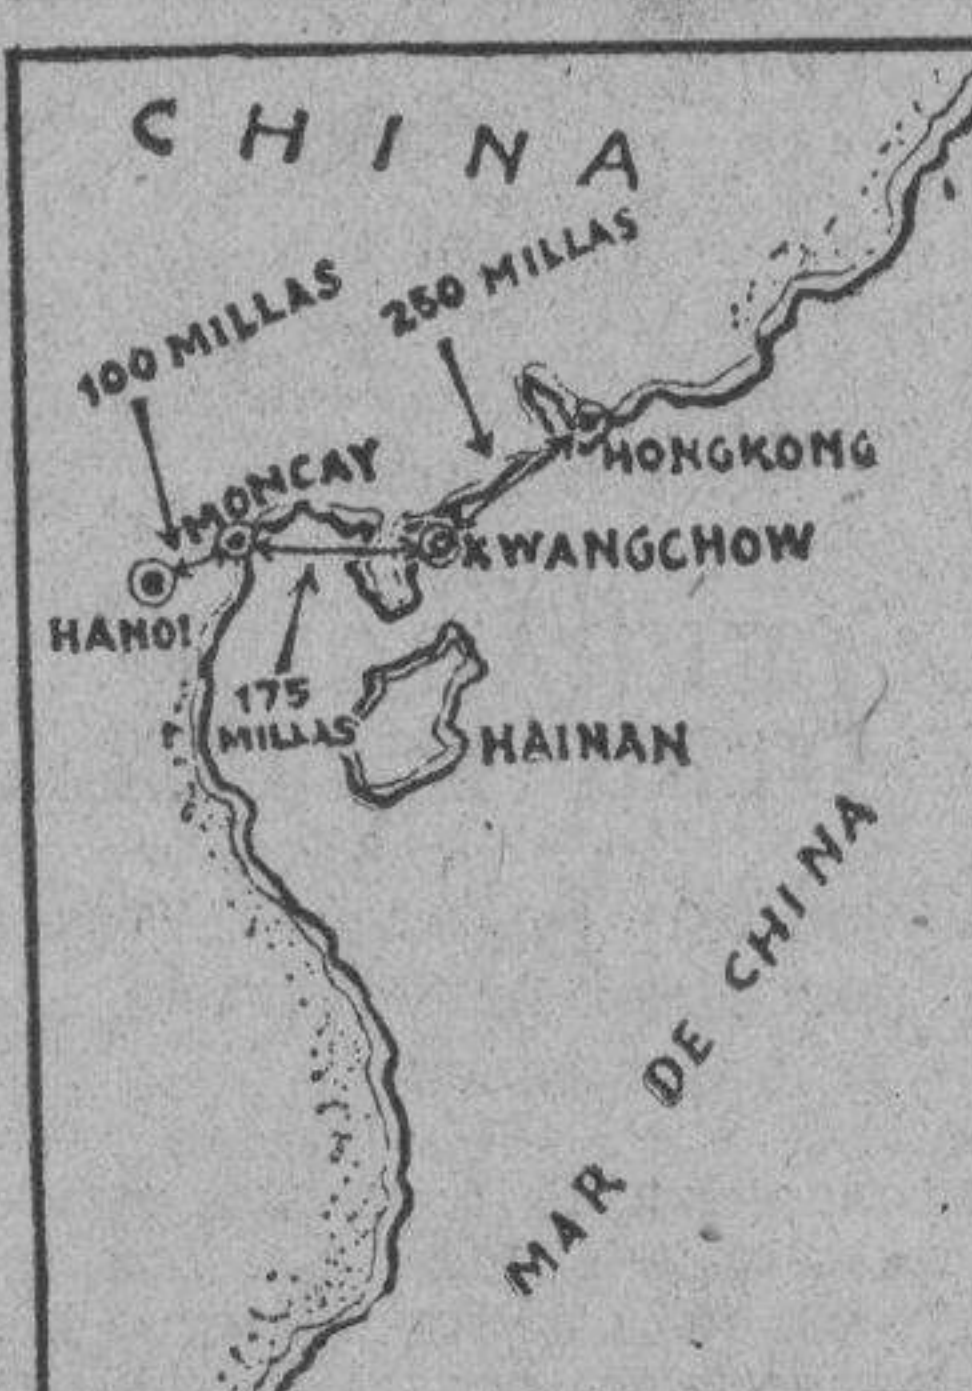 CHINA
250 MILLAS
100 MILLAS
MONCAY
HONGKONG
KWANGCHOW
HANOI
175
MILLAS
HAINAN
MAR DE CHINA